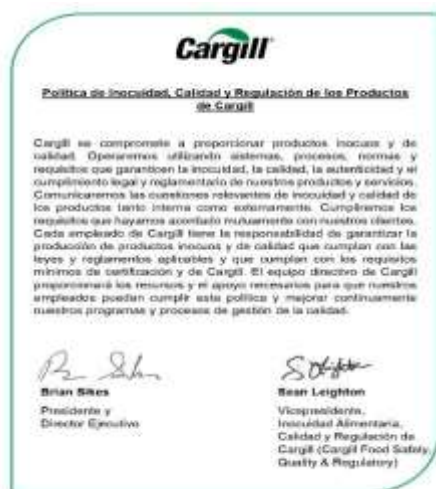 Cargill
Política de Inocuidad, Calidad y Regulación de los Productos
de Cargill
Cargill se compromete a proporcionar productos inocuos y de
calidad. Operaremos utilizando sistemas, procesos, normas y
requisitos que garanticen la inocuidad, la calidad, la autenticidad y el
cumplimiento legal y reglamentario de nuestros productos y servicios.
Comunicaremos las cuestiones relevantes de inocuidad y calidad de
los productos tanto interna como externamente. Cumpliremos los
requisitos que hayamos acordado mutuamente con nuestros clientes.
Cada empleado de Cargill tiene la responsabilidad de garantizar la
producción de productos inocuos y de calidad que cumplan con las
leyes y reglamentos aplicables y que cumplan con los requisitos
mínimos de certificación y de Cargill. El equipo directivo de Cargill
proporcionará los recursos y el apoyo necesarios para que nuestros
empleados puedan cumplir esta política y mejorar continuamente
nuestros programas y procesos de gestión de la calidad.
Brian Sikes
Presidente y
Director Ejecutivo
Sean Leighton
Vicepresidente,
Inocuidad Alimentaria,
Calidad y Regulación de
Cargill (Cargill Food Safety,
Quality & Regulatory)